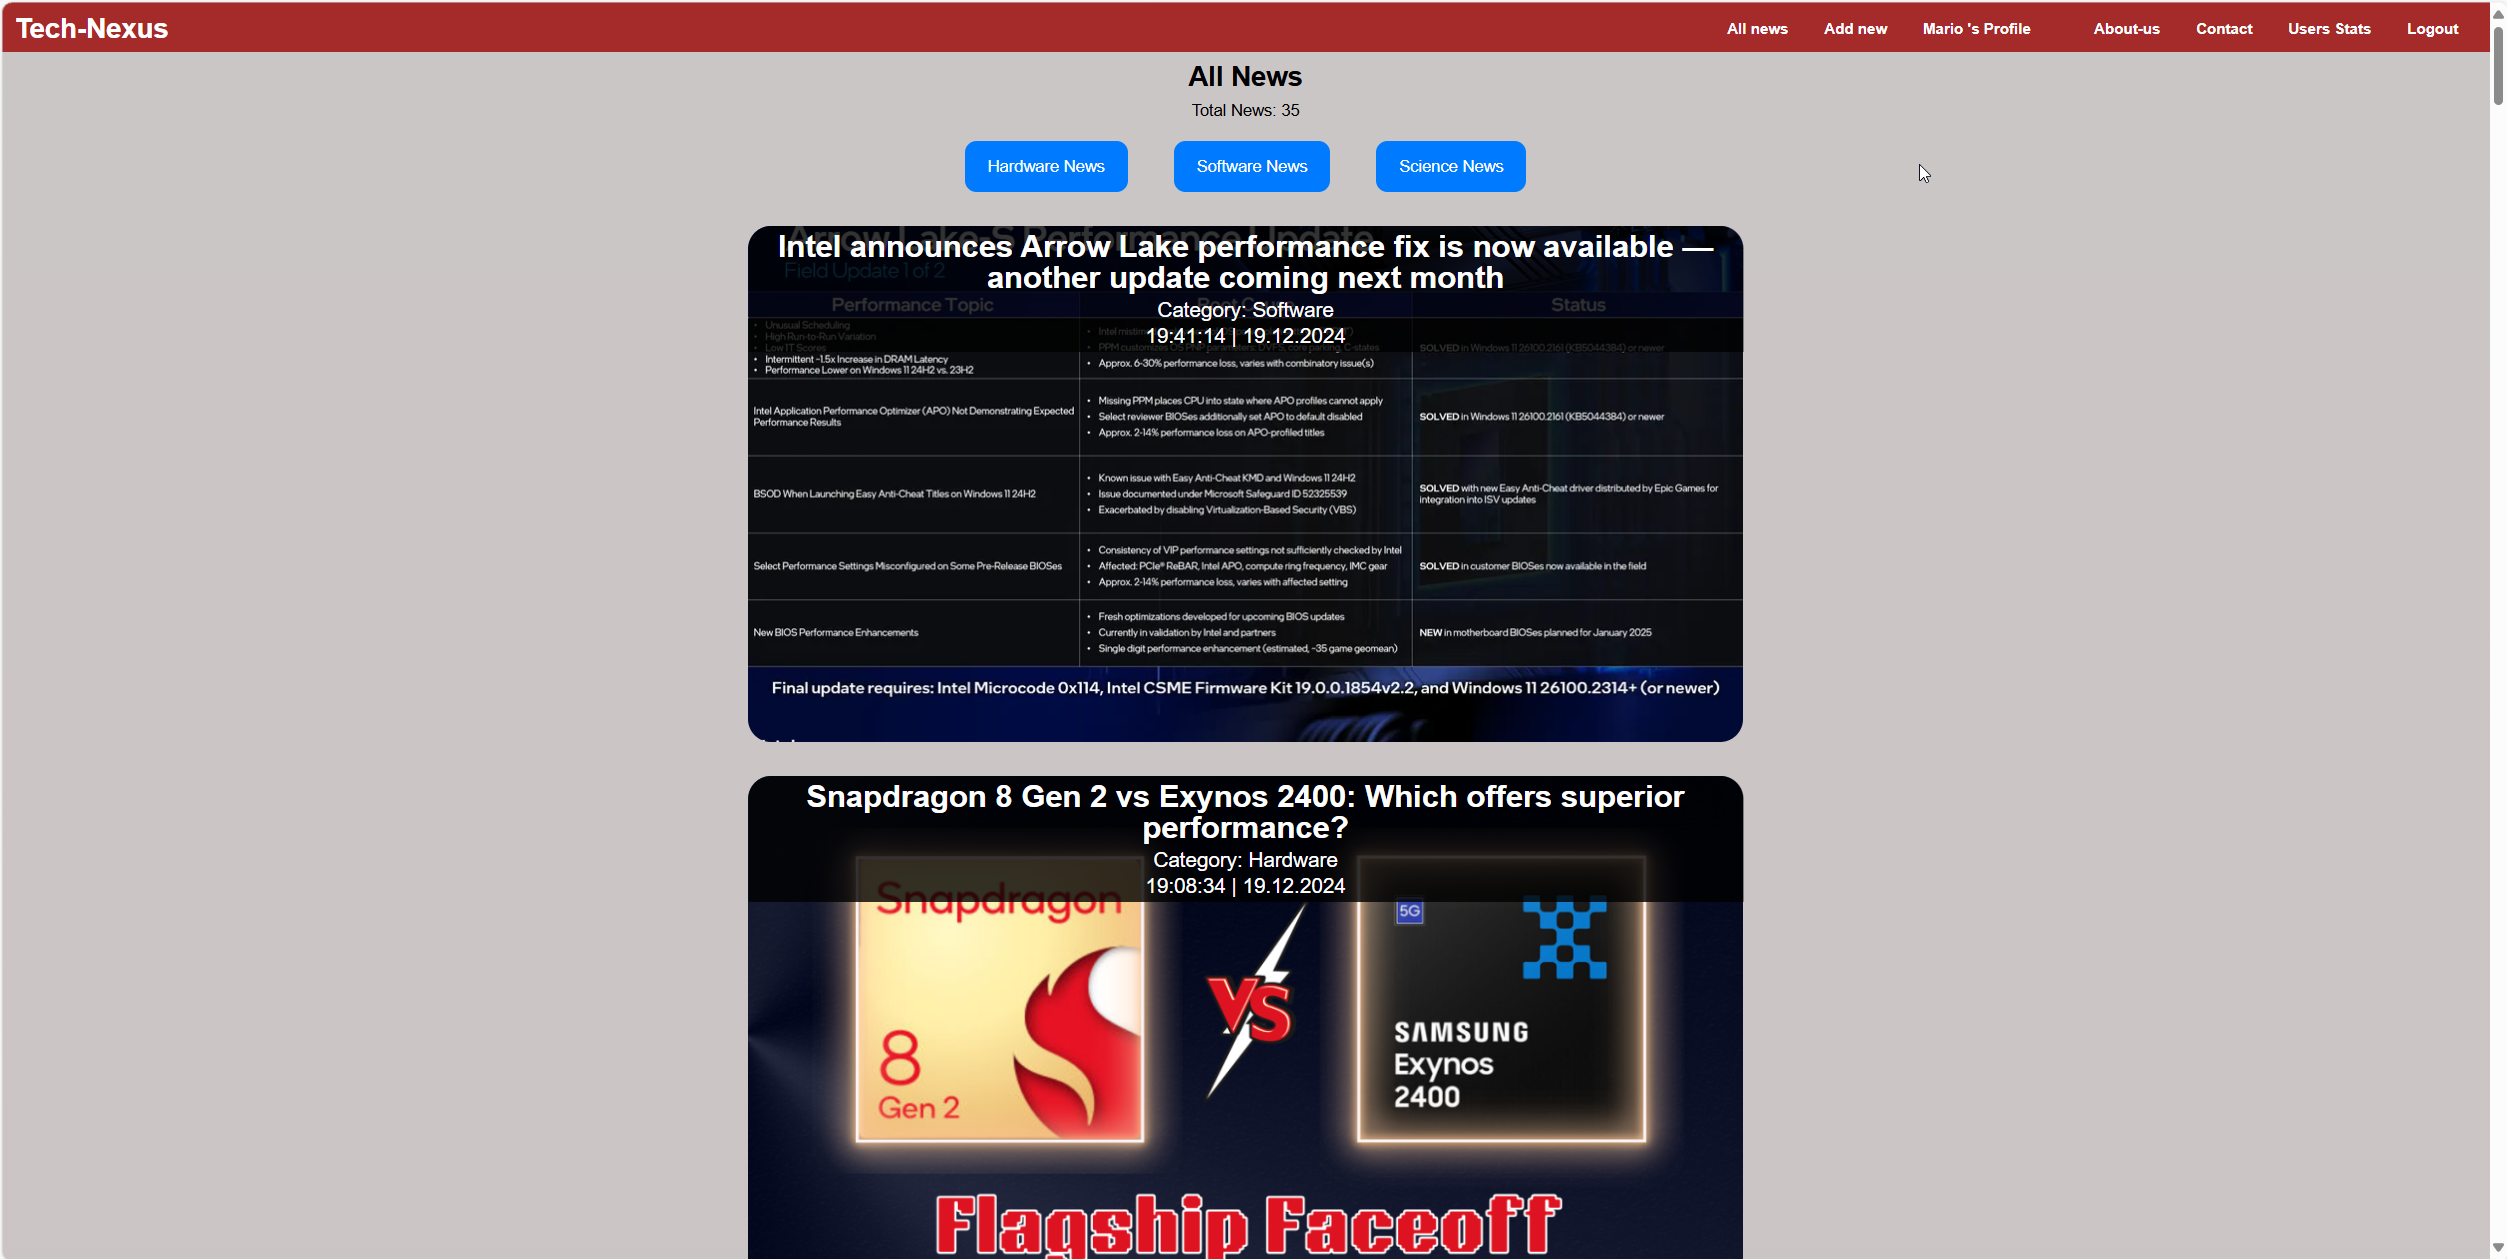 Tech-Nexus
All news
Add new
Mario 's Profile
About-us
Contact
Users Stats
Logout
All News
Total News: 35
Hardware News
Software News
Science News
Arrow Lake-S Performance Update
Intel announces Arrow Lake performance fix is now available —
another update coming next month
Field Update 1 of 2
Category: Software
19:41:14 | 19.12.2024
Performance Topic
Root Cause
Status
• Unusual Scheduling
• High Run-to-Run Variation
• Low 1T Scores
• Intermittent ~1.5x Increase in DRAM Latency
• Performance Lower on Windows 11 24H2 vs. 23H2
• PPM customizes OS PnP parameters: DVFS, core parking, C-states
• Approx. 6-30% performance loss, varies with combinatory issue(s)
SOLVED in Windows 11 26100.2161 (KB5044384) or newer
Intel Application Performance Optimizer (APO) Not Demonstrating Expected
Performance Results
• Missing PPM places CPU into state where APO profiles cannot apply
• Select reviewer BIOSes additionally set APO to default disabled
• Approx. 2-14% performance loss on APO-profiled titles
SOLVED in Windows 11 26100.2161 (KB5044384) or newer
BSOD When Launching Easy Anti-Cheat Titles on Windows 11 24H2
• Known issue with Easy Anti-Cheat KMD and Windows 11 24H2
• Issue documented under Microsoft Safeguard ID 52325539
• Exacerbated by disabling Virtualization-Based Security (VBS)
SOLVED with new Easy Anti-Cheat driver distributed by Epic Games for
integration into ISV updates
Select Performance Settings Misconfigured on Some Pre-Release BIOSes
• Consistency of VIP performance settings not sufficiently checked by Intel
• Affected: PCIe® ReBAR, Intel APO, compute ring frequency, IMC gear
• Approx. 2-14% performance loss, varies with affected setting
SOLVED in customer BIOSes now available in the field
New BIOS Performance Enhancements
• Fresh optimizations developed for upcoming BIOS updates
• Currently in validation by Intel and partners
• Single digit performance enhancement (estimated, ~35 game geomean)
NEW in motherboard BIOSes planned for January 2025
Final update requires: Intel Microcode 0x114, Intel CSME Firmware Kit 19.0.0.1854v2.2, and Windows 11 26100.2314+ (or newer)
Snapdragon 8 Gen 2 vs Exynos 2400: Which offers superior
performance?
Category: Hardware
19:08:34 | 19.12.2024
Snapdragon
8
Gen 2
VS
5G
SAMSUNG
Exynos
2400
Flagship Faceoff